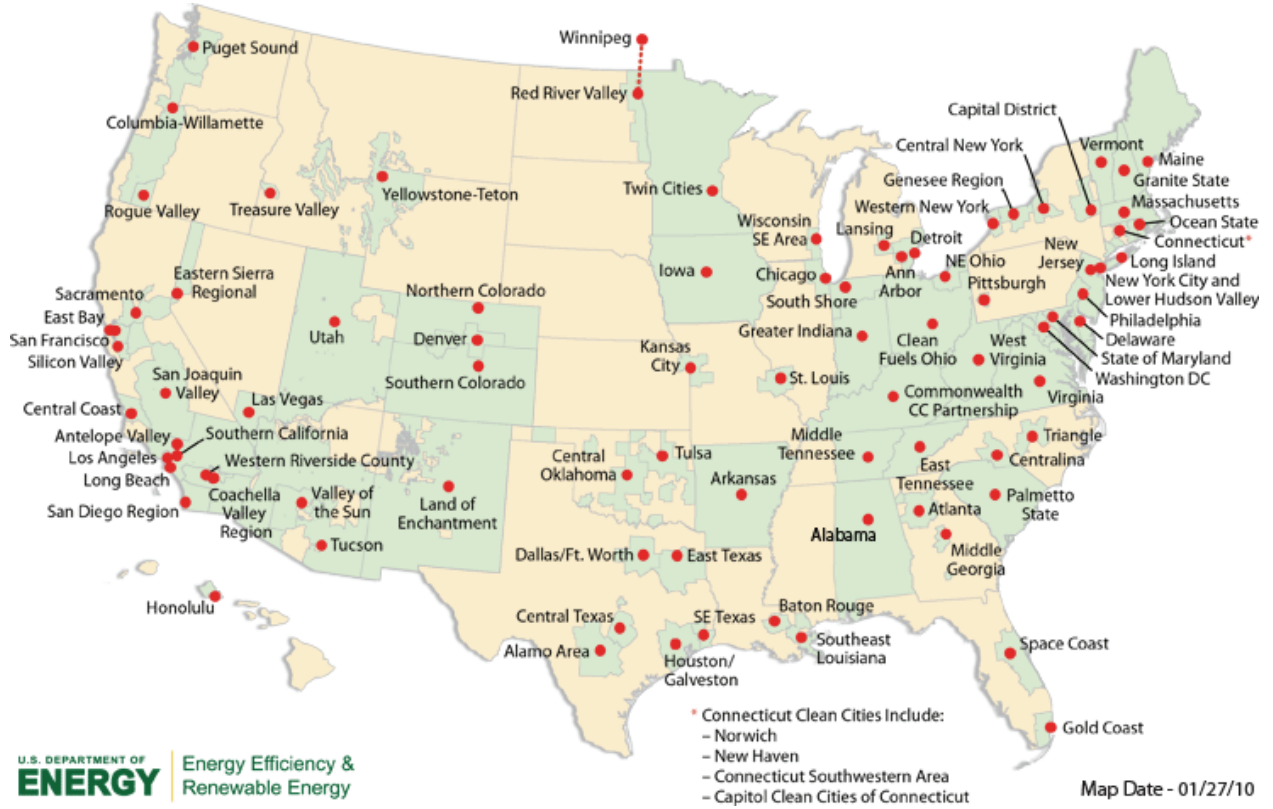 Winnipeg
Puget Sound
Red River Valley
Capital District
Columbia-Willamette
Central New York
Vermont
Maine
Genesee Region
Granite State
Yellowstone-Teton
Twin Cities
Massachusetts
Rogue Valley
Treasure Valley
Western New York
Wisconsin
SE Area
Lansing
Ocean State
Detroit
Connecticut*
New
Jersey
Long Island
Iowa
Chicago
Ann
Arbor
NE Ohio
Pittsburgh
Eastern Sierra
Regional
South Shore
New York City and
Lower Hudson Valley
Sacramento
Northern Colorado
East Bay
Philadelphia
Utah
Denver
Greater Indiana
Clean
Fuels Ohio
West
Virginia
Delaware
San Francisco
Kansas
City
State of Maryland
Silicon Valley
San Joaquin
Valley
Southern Colorado
St. Louis
Washington DC
Commonwealth
CC Partnership
Virginia
Central Coast
Las Vegas
Antelope Valley
Southern California
Middle
Tennessee
Triangle
Los Angeles
Western Riverside County
Central
Oklahoma
Tulsa
East
Tennessee
Centralina
Long Beach
Arkansas
Coachella
Valley
Region
Valley of
the Sun
Land of
Enchantment
Palmetto
State
San Diego Region
Atlanta
Alabama
Tucson
Dallas/Ft. Worth
East Texas
Middle
Georgia
Honolulu
Central Texas
SE Texas
Baton Rouge
Alamo Area
Houston/
Galveston
Southeast
Louisiana
Space Coast
Gold Coast
* Connecticut Clean Cities Include:
– Norwich
– New Haven
– Connecticut Southwestern Area
– Capitol Clean Cities of Connecticut
U.S. DEPARTMENT OF
ENERGY
Energy Efficiency &
Renewable Energy
Map Date - 01/27/10